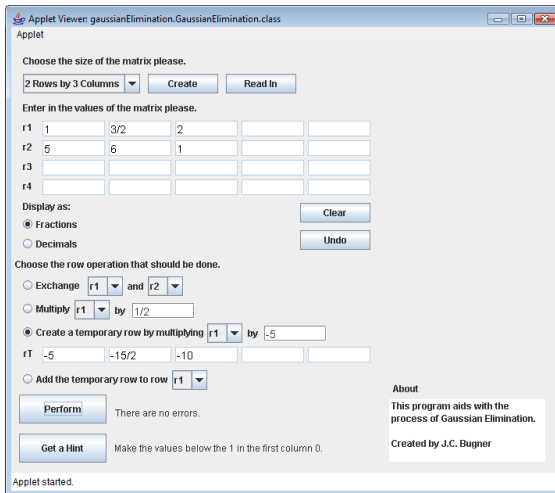 Applet Viewer: gaussianElimination.GaussianElimination.class
Applet
Choose the size of the matrix please.
2 Rows by 3 Columns Create Read In
Enter in the values of the matrix please.
r1 1 3/2 2
r2 5 6 1
r3
r4
Display as:
Clear
Fractions
Undo
Decimals
Choose the row operation that should be done.
Exchange r1 and r2
Multiply r1 by 1/2
Create a temporary row by multiplying r1 by -5
rT -5 -15/2 -10
Add the temporary row to row r1
Perform There are no errors.
Get a Hint Make the values below the 1 in the first column 0.
About
This program aids with the
process of Gaussian Elimination.
Created by J.C. Bugner
Applet started.